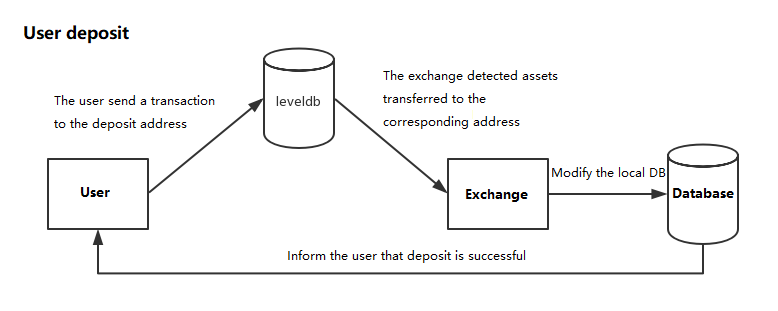 User deposit
The user send a transaction
to the deposit address
leveldb
The exchange detected assets
transferred to the
corresponding address
User
Exchange
Modify the local DB
Database
Inform the user that deposit is successful